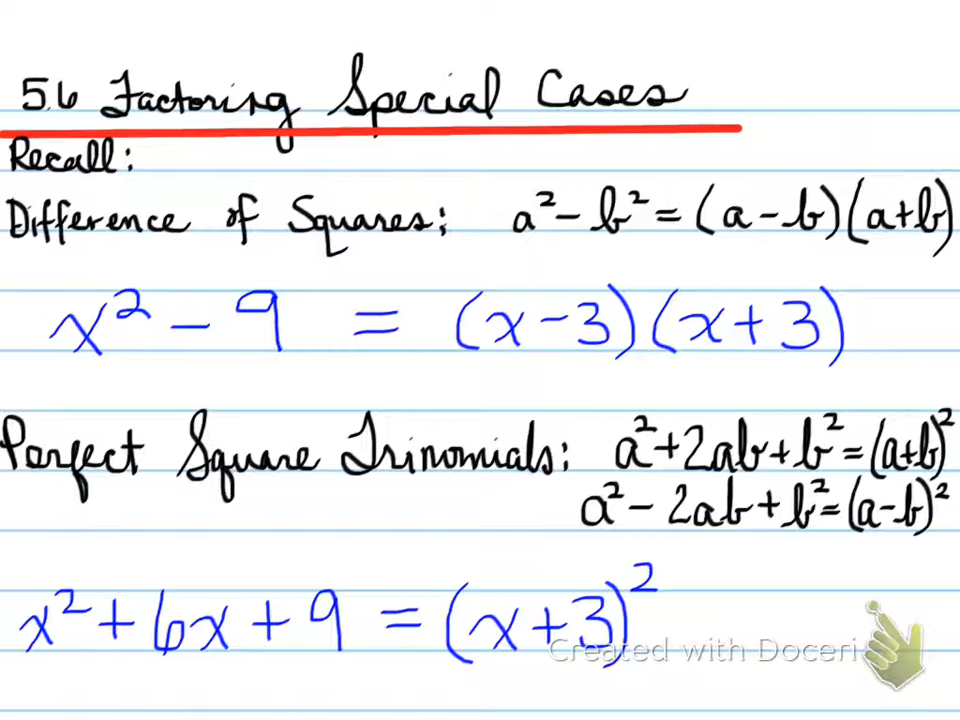 5.6 Factoring Special Cases
Recall:
Difference of Squares: a² - b² = (a - b)(a + b)
x² - 9 = (x - 3)(x + 3)
Perfect Square Trinomials: a² + 2ab + b² = (a + b)²
a² - 2ab + b² = (a - b)²
x² + 6x + 9 = (x + 3)²
Created with Doceri